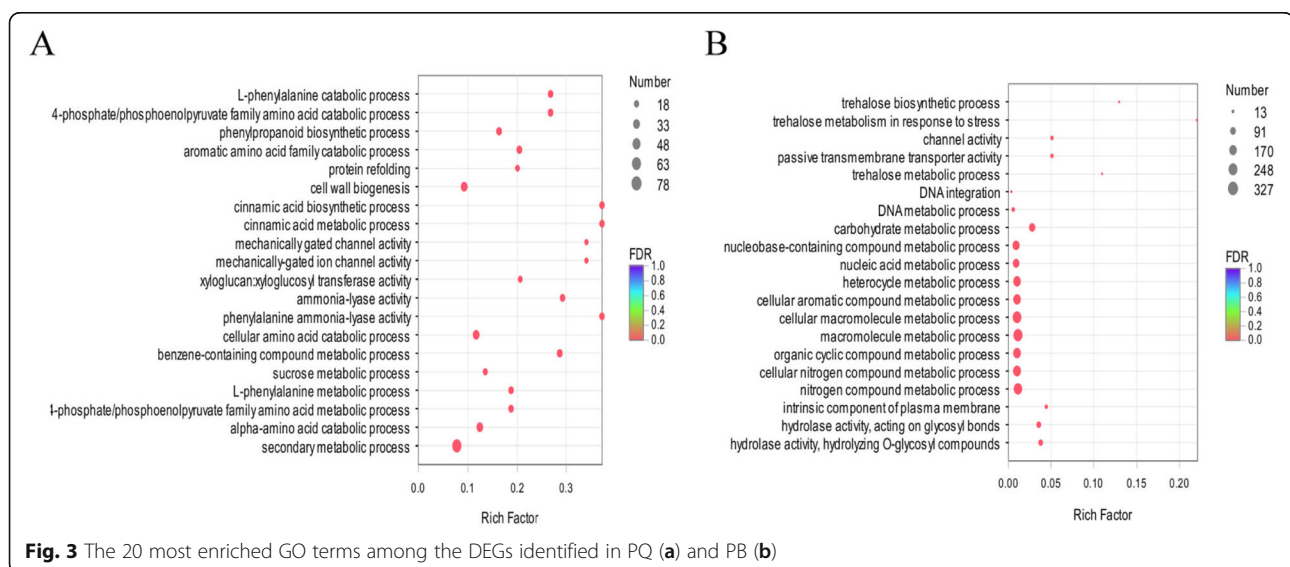 A
B
L-phenylalanine catabolic process
4-phosphate/phosphoenolpyruvate family amino acid catabolic process
phenylpropanoid biosynthetic process
aromatic amino acid family catabolic process
protein refolding
cell wall biogenesis
cinnamic acid biosynthetic process
cinnamic acid metabolic process
mechanically gated channel activity
mechanically-gated ion channel activity
xyloglucan:xyloglucosyl transferase activity
ammonia-lyase activity
phenylalanine ammonia-lyase activity
cellular amino acid catabolic process
benzene-containing compound metabolic process
sucrose metabolic process
L-phenylalanine metabolic process
4-phosphate/phosphoenolpyruvate family amino acid metabolic process
alpha-amino acid catabolic process
secondary metabolic process
0.0 0.1 0.2 0.3
Rich Factor
Number
18
33
48
63
78
FDR
1.0
0.8
0.6
0.4
0.2
0.0
trehalose biosynthetic process
trehalose metabolism in response to stress
channel activity
passive transmembrane transporter activity
trehalose metabolic process
DNA integration
DNA metabolic process
carbohydrate metabolic process
nucleobase-containing compound metabolic process
nucleic acid metabolic process
heterocycle metabolic process
cellular aromatic compound metabolic process
cellular macromolecule metabolic process
macromolecule metabolic process
organic cyclic compound metabolic process
cellular nitrogen compound metabolic process
nitrogen compound metabolic process
intrinsic component of plasma membrane
hydrolase activity, acting on glycosyl bonds
hydrolase activity, hydrolyzing O-glycosyl compounds
0.00 0.05 0.10 0.15 0.20
Rich Factor
Number
13
91
170
248
327
FDR
1.0
0.8
0.6
0.4
0.2
0.0
Fig. 3 The 20 most enriched GO terms among the DEGs identified in PQ (a) and PB (b)